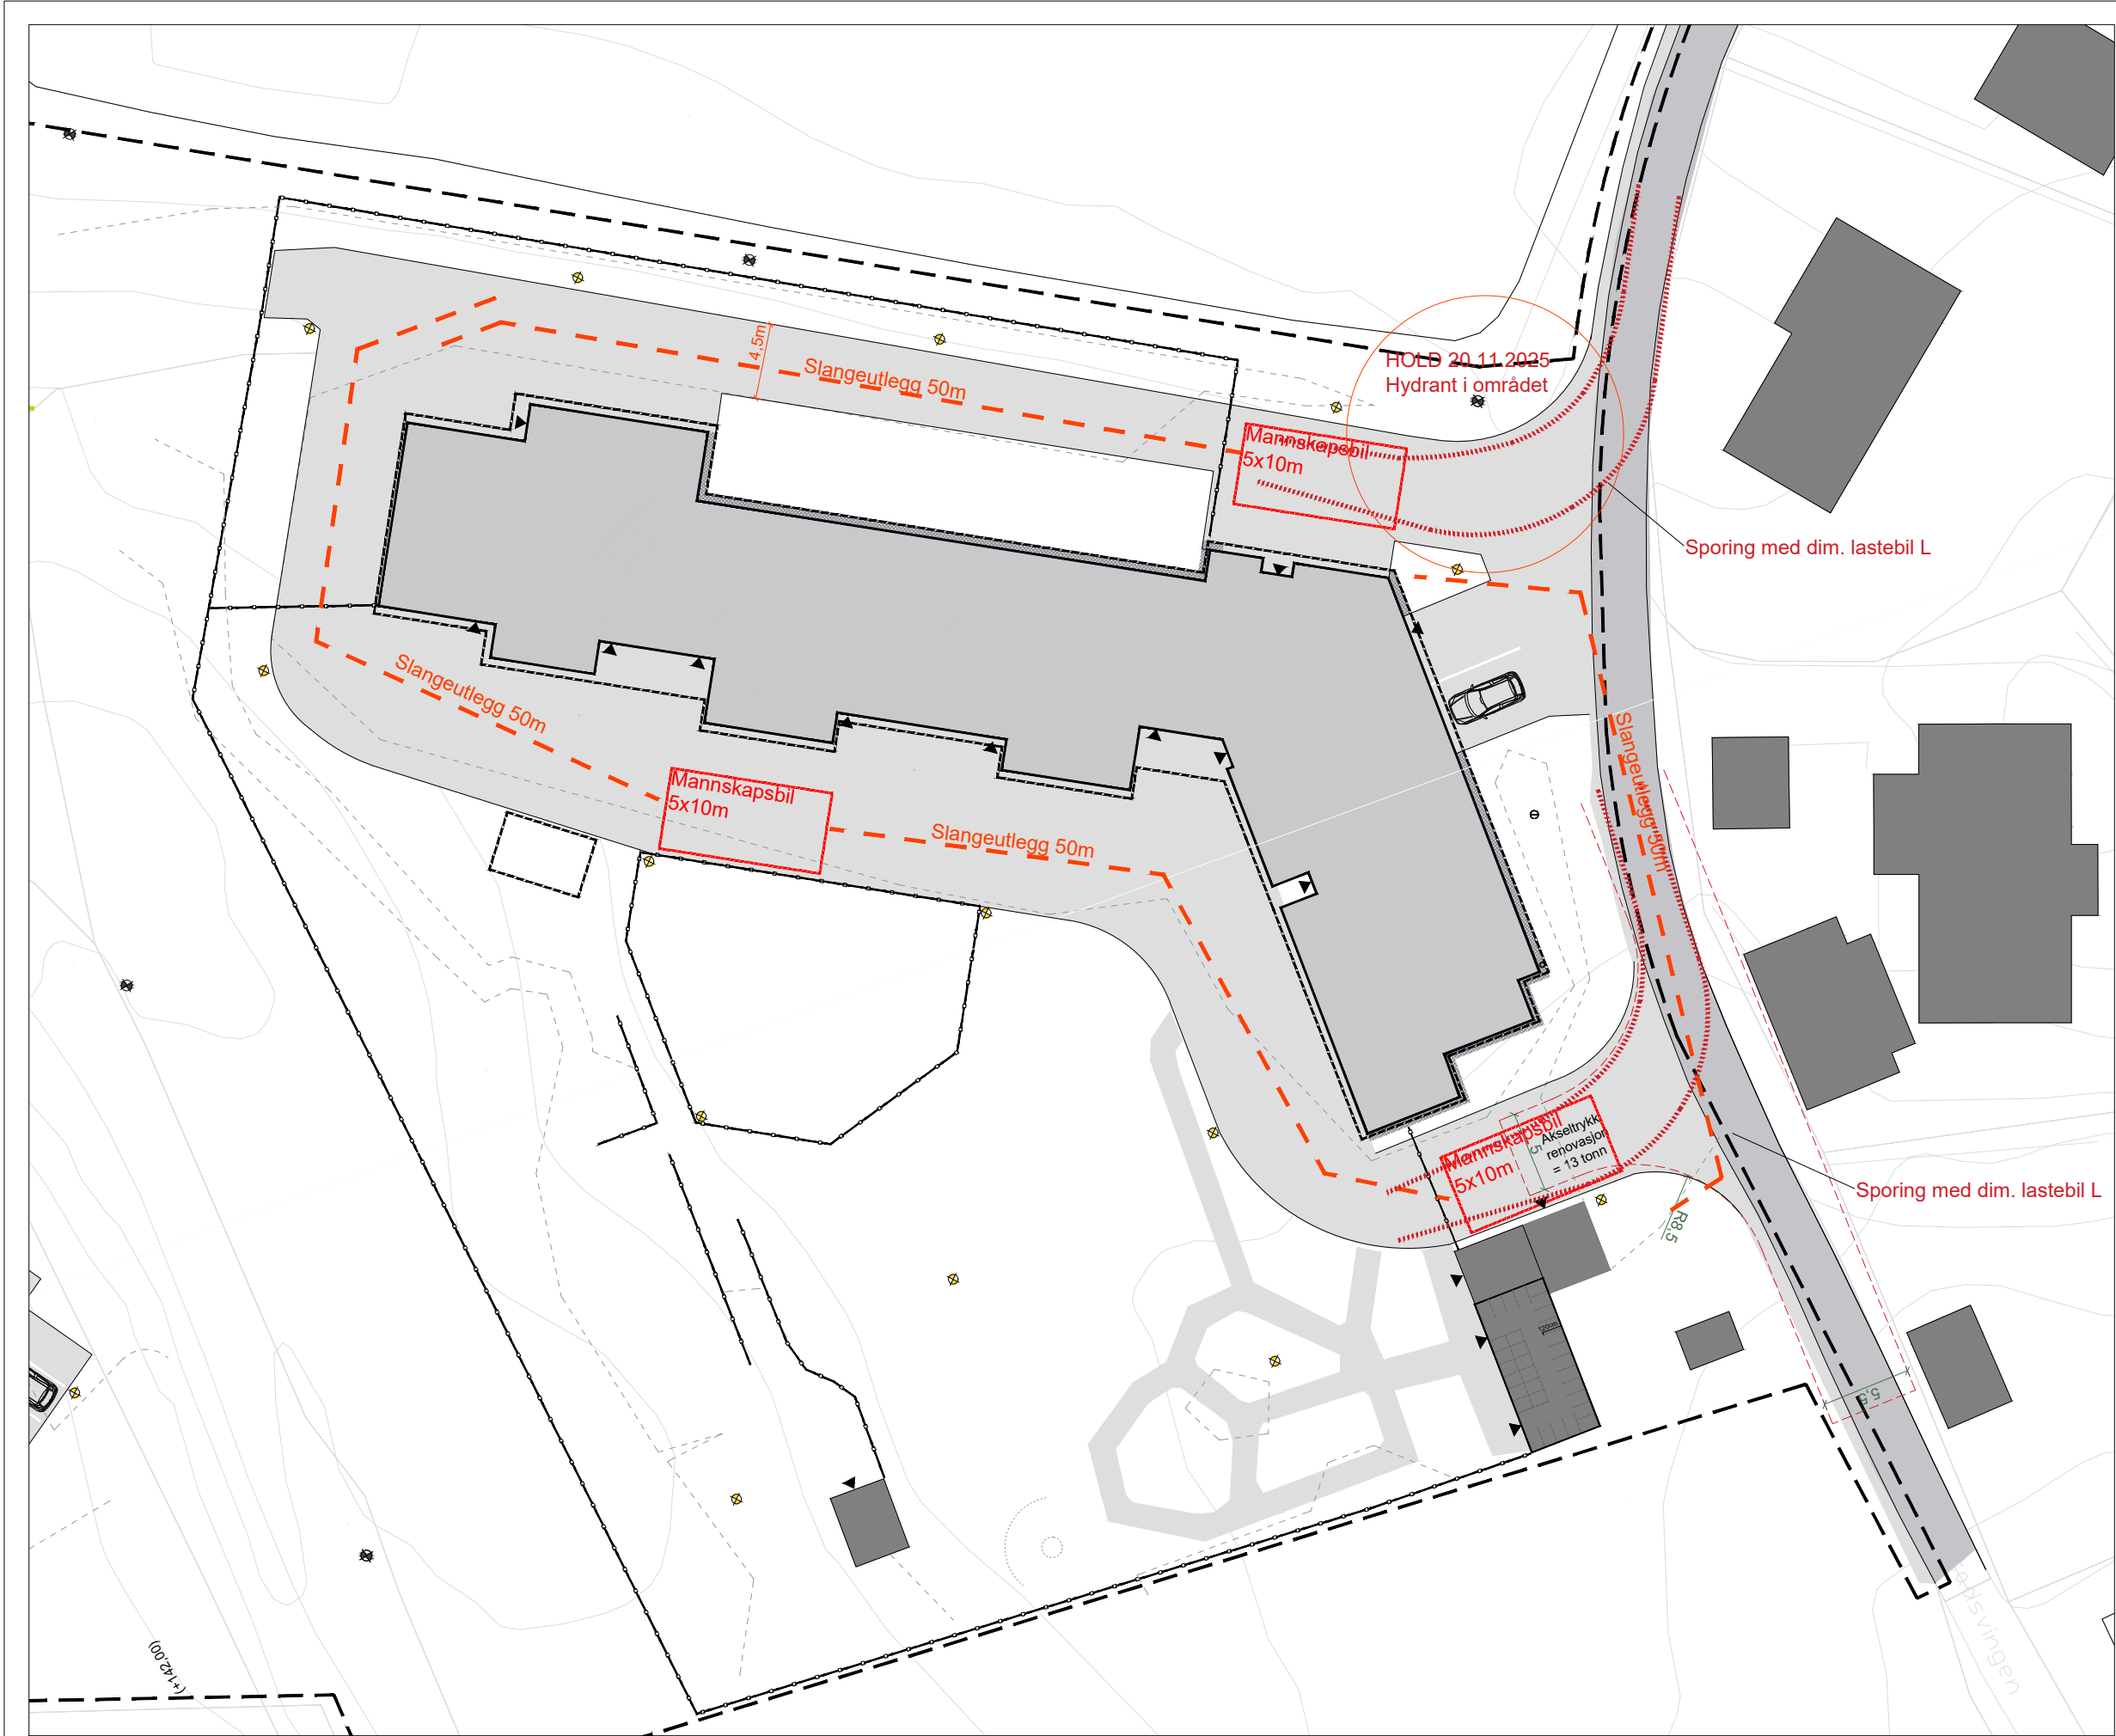 HOLD 20.11.2025
Hydrant i området
4,5m
Slangeutlegg 50m
Mannskapsbil
5x10m
Sporing med dim. lastebil L
Slangeutlegg 50m
Slangeutlegg 50m
Mannskapsbil
5x10m
Slangeutlegg 50m
Mannskapsbil
5x10m
5
Akseltrykk
renovasjon
= 13 tonn
Sporing med dim. lastebil L
R8,5
120cm
5,5
(+142,00)